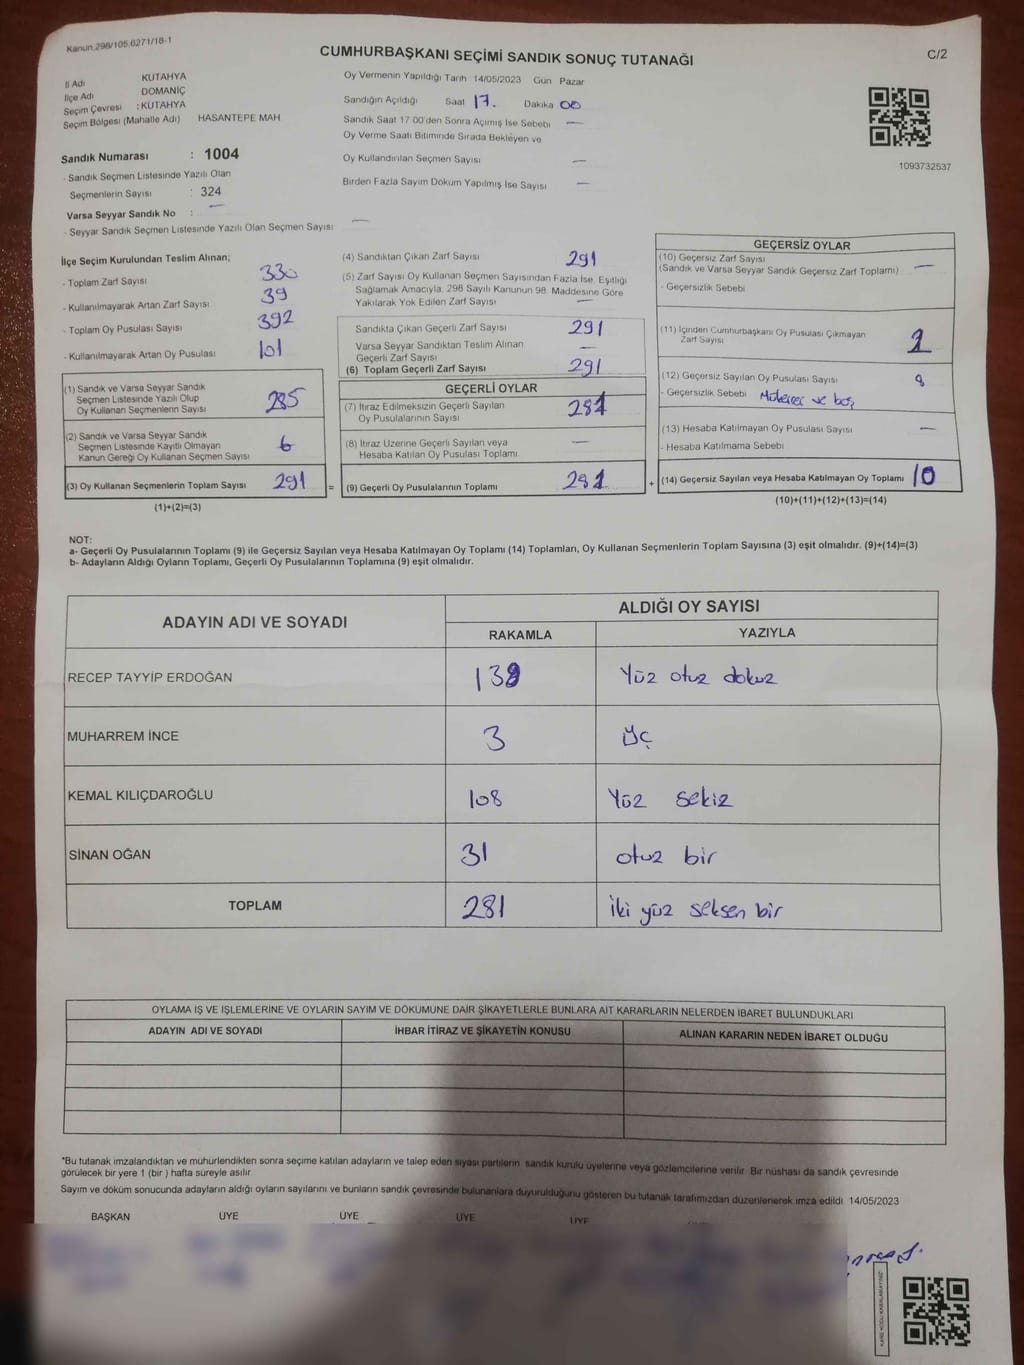 Kanun.298/105,6271/18-1
CUMHURBAŞKANI SEÇİMİ SANDIK SONUÇ TUTANAĞI
C/2
İl Adı KUTAHYA
İlçe Adı DOMANİÇ
Seçim Çevresi : KUTAHYA
Seçim Bölgesi (Mahalle Adı) HASANTEPE MAH
Sandık Numarası : 1004
- Sandık Seçmen Listesinde Yazılı Olan
Seçmenlerin Sayısı : 324
Varsa Seyyar Sandık No : —
- Seyyar Sandık Seçmen Listesinde Yazılı Olan Seçmen Sayısı —
Oy Vermenin Yapıldığı Tarih 14/05/2023 Gün Pazar
Sandığın Açıldığı Saat 17. Dakika 00
Sandık Saat 17 00'den Sonra Açımış İse Sebebi —
Oy Verme Saati Bitiminde Sırada Bekleyen ve
Oy Kullandırılan Seçmen Sayısı —
Birden Fazla Sayım Döküm Yapılmış İse Sayısı —
1093732537
İlçe Seçim Kurulundan Teslim Alınan;
- Toplam Zarf Sayısı 330
- Kullanılmayarak Artan Zarf Sayısı 39
- Toplam Oy Pusulası Sayısı 392
- Kullanılmayarak Artan Oy Pusulası 101
(1) Sandık ve Varsa Seyyar Sandık
Seçmen Listesinde Yazılı Olup
Oy Kullanan Seçmenlerin Sayısı 285
(2) Sandık ve Varsa Seyyar Sandık
Seçmen Listesinde Kayıtlı Olmayan
Kanun Gereği Oy Kullanan Seçmen Sayısı 6
(3) Oy Kullanan Seçmenlerin Toplam Sayısı 291 =
(1)+(2)=(3)
(4) Sandıktan Çıkan Zarf Sayısı 291
(5) Zarf Sayısı Oy Kullanan Seçmen Sayısından Fazla İse, Eşitliği
Sağlamak Amacıyla, 298 Sayılı Kanunun 98. Maddesine Göre
Yakılarak Yok Edilen Zarf Sayısı —
Sandıkta Çıkan Geçerli Zarf Sayısı 291
Varsa Seyyar Sandıktan Teslim Alınan
Geçerli Zarf Sayısı —
(6) Toplam Geçerli Zarf Sayısı 291
GEÇERLİ OYLAR
(7) İtiraz Edilmeksizin Geçerli Sayılan
Oy Pusulalarının Sayısı 281
(8) İtiraz Üzerine Geçerli Sayılan veya
Hesaba Katılan Oy Pusulası Toplamı —
(9) Geçerli Oy Pusulalarının Toplamı 281 +
GEÇERSİZ OYLAR
(10) Geçersiz Zarf Sayısı
(Sandık ve Varsa Seyyar Sandık Geçersiz Zarf Toplamı) —
- Geçersizlik Sebebi
(11) İçinden Cumhurbaşkanı Oy Pusulası Çıkmayan
Zarf Sayısı
(12) Geçersiz Sayılan Oy Pusulası Sayısı
- Geçersizlik Sebebi ve boş
(13) Hesaba Katılmayan Oy Pusulası Sayısı —
- Hesaba Katılmama Sebebi
(14) Geçersiz Sayılan veya Hesaba Katılmayan Oy Toplamı 10
(10)+(11)+(12)+(13)=(14)
NOT:
a- Geçerli Oy Pusulalarının Toplamı (9) ile Geçersiz Sayılan veya Hesaba Katılmayan Oy Toplamı (14) Toplamları, Oy Kullanan Seçmenlerin Toplam Sayısına (3) eşit olmalıdır. (9)+(14)=(3)
b- Adayların Aldığı Oyların Toplamı, Geçerli Oy Pusulalarının Toplamına (9) eşit olmalıdır.
ADAYIN ADI VE SOYADI
ALDIĞI OY SAYISI
RAKAMLA YAZIYLA
RECEP TAYYİP ERDOĞAN 139 Yüz otuz dokuz
MUHARREM İNCE 3 üç
KEMAL KILIÇDAROĞLU 108 Yüz sekiz
SİNAN OĞAN 31 otuz bir
TOPLAM 281 iki yüz seksen bir
OYLAMA İŞ VE İŞLEMLERİNE VE OYLARIN SAYIM VE DÖKÜMÜNE DAİR ŞİKAYETLERLE BUNLARA AİT KARARLARIN NELERDEN İBARET BULUNDUKLARI
ADAYIN ADI VE SOYADI İHBAR İTİRAZ VE ŞİKAYETİN KONUSU ALINAN KARARIN NEDEN İBARET OLDUĞU
*Bu tutanak imzalandıktan ve mühürlendikten sonra seçime katılan adayların ve talep eden siyasi partilerin sandık kurulu üyelerine veya gözlemcilerine verilir. Bir nüshası da sandık çevresinde
görülecek bir yere 1 (bir ) hafta süreyle asılır.
Sayım ve döküm sonucunda adayların aldığı oyların sayılarını ve bunların sandık çevresinde bulunanlara duyurulduğunu gösteren bu tutanak tarafımızdan düzenlenerek imza edildi. 14/05/2023
BAŞKAN ÜYE ÜYE ÜYE ÜYE